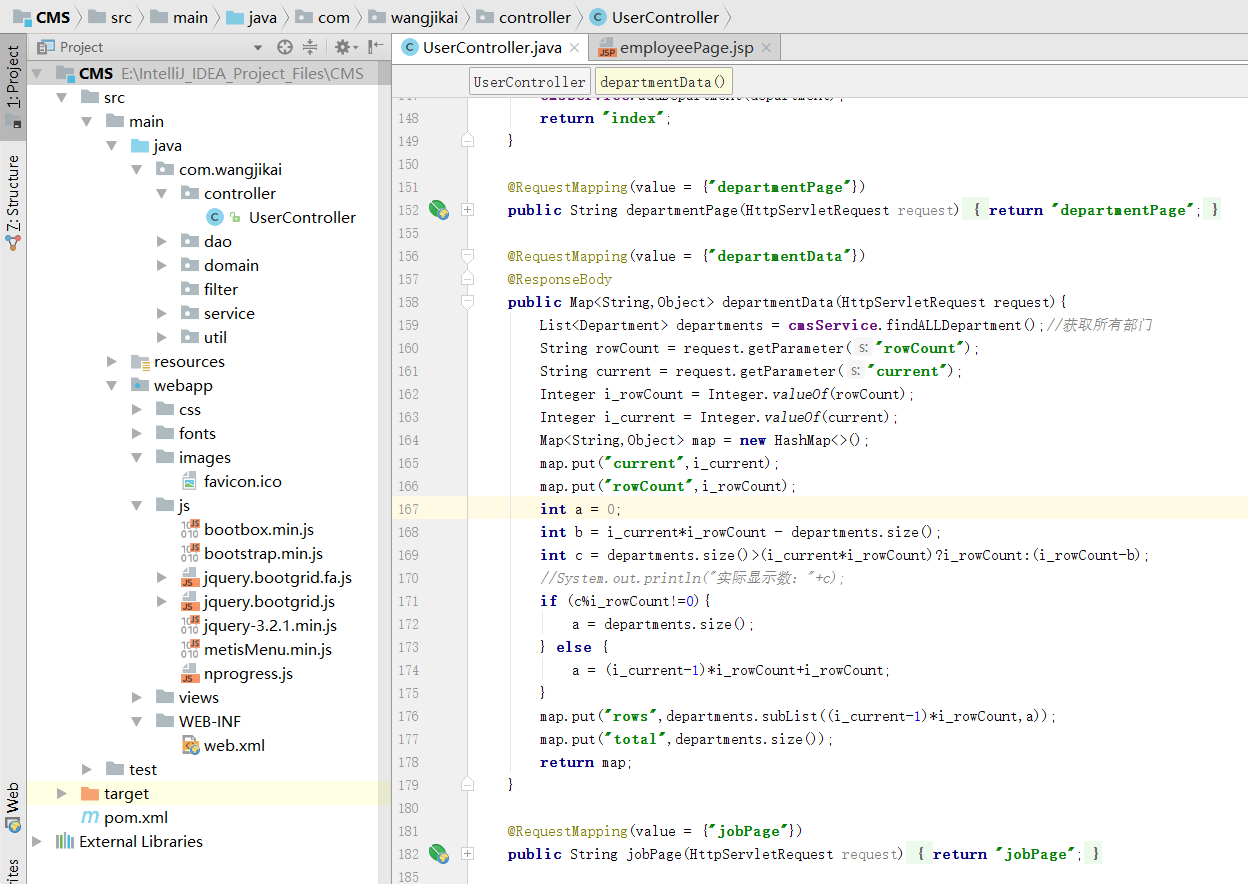 CMS src main java com wangjikai controller UserController
Project
UserController.java employeePage.jsp
1: Project
Z: Structure
Web
rites
CMS E:\IntelliJ_IDEA_Project_Files\CMS
src
main
java
com.wangjikai
controller
UserController
dao
domain
filter
service
util
resources
webapp
css
fonts
images
favicon.ico
js
bootbox.min.js
bootstrap.min.js
jquery.bootgrid.fa.js
jquery.bootgrid.js
jquery-3.2.1.min.js
metisMenu.min.js
nprogress.js
views
WEB-INF
web.xml
test
target
pom.xml
External Libraries
UserController departmentData()
147 cmsService.addDepartment(department);
148 return "index";
149 }
150
151 @RequestMapping(value = {"departmentPage"})
152 public String departmentPage(HttpServletRequest request) { return "departmentPage"; }
155
156 @RequestMapping(value = {"departmentData"})
157 @ResponseBody
158 public Map<String,Object> departmentData(HttpServletRequest request){
159 List<Department> departments = cmsService.findALLDepartment();//获取所有部门
160 String rowCount = request.getParameter( s: "rowCount");
161 String current = request.getParameter( s: "current");
162 Integer i_rowCount = Integer.valueOf(rowCount);
163 Integer i_current = Integer.valueOf(current);
164 Map<String,Object> map = new HashMap<>();
165 map.put("current",i_current);
166 map.put("rowCount",i_rowCount);
167 int a = 0;
168 int b = i_current*i_rowCount - departments.size();
169 int c = departments.size()>(i_current*i_rowCount)?i_rowCount:(i_rowCount-b);
170 //System.out.println("实际显示数："+c);
171 if (c%i_rowCount!=0){
172 a = departments.size();
173 } else {
174 a = (i_current-1)*i_rowCount+i_rowCount;
175 }
176 map.put("rows",departments.subList((i_current-1)*i_rowCount,a));
177 map.put("total",departments.size());
178 return map;
179 }
180
181 @RequestMapping(value = {"jobPage"})
182 public String jobPage(HttpServletRequest request) { return "jobPage"; }
185